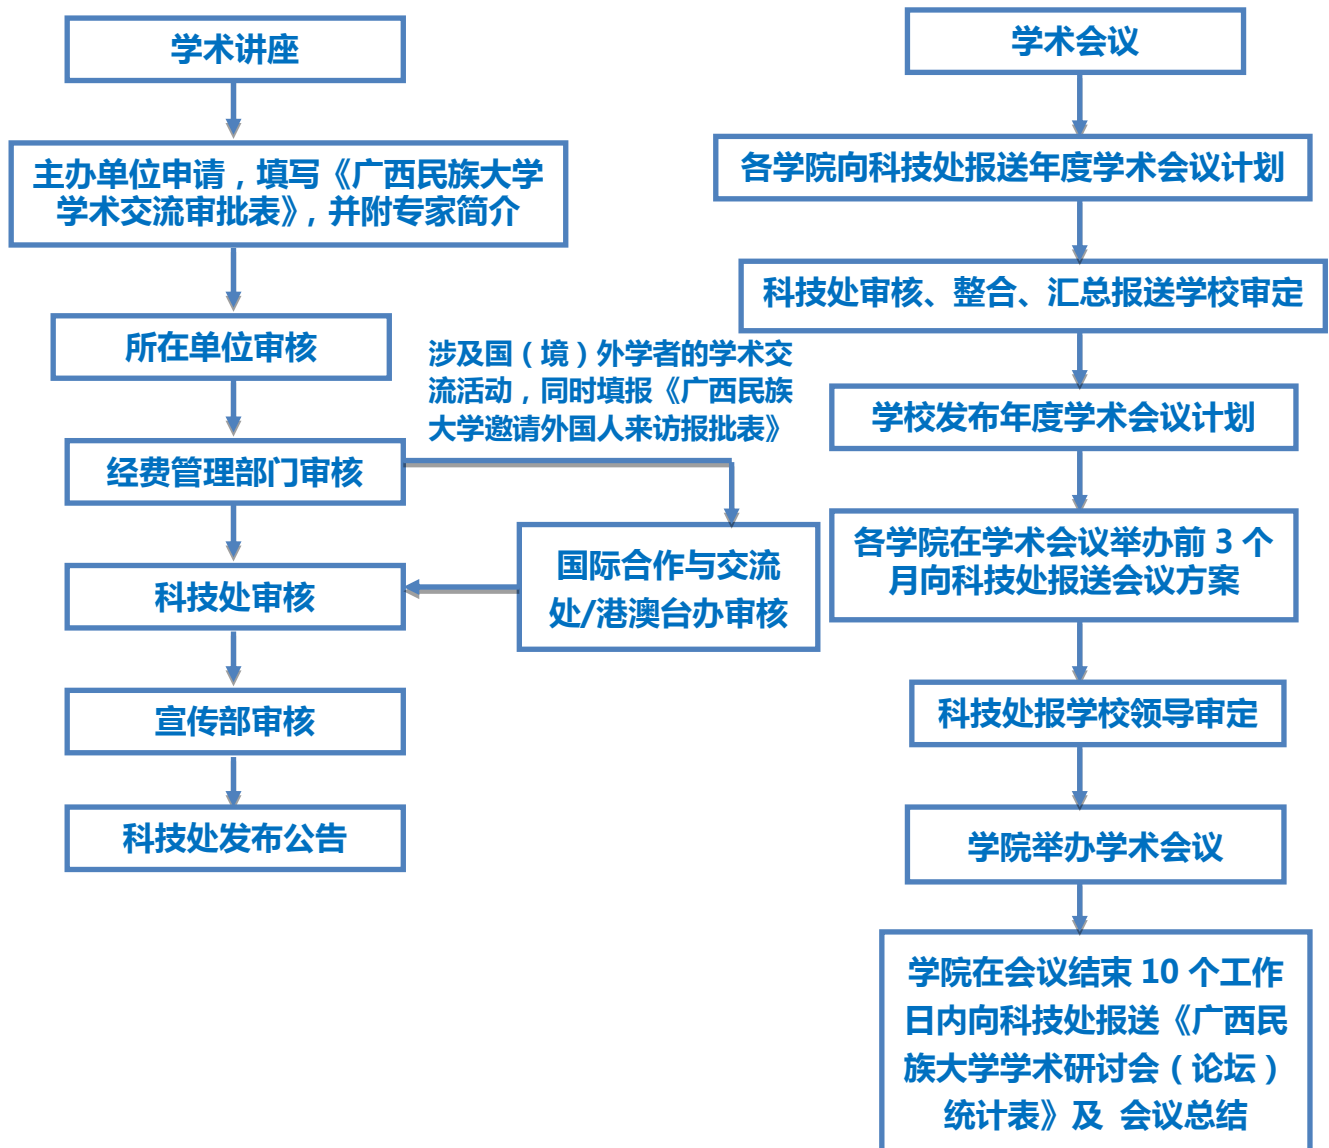 学术讲座
主办单位申请，填写《广西民族大学
学术交流审批表》，并附专家简介
所在单位审核
经费管理部门审核
涉及国（境）外学者的学术交
流活动，同时填报《广西民族
大学邀请外国人来访报批表》
国际合作与交流
处/港澳台办审核
科技处审核
宣传部审核
科技处发布公告
学术会议
各学院向科技处报送年度学术会议计划
科技处审核、整合、汇总报送学校审定
学校发布年度学术会议计划
各学院在学术会议举办前 3 个
月向科技处报送会议方案
科技处报学校领导审定
学院举办学术会议
学院在会议结束 10 个工作
日内向科技处报送《广西民
族大学学术研讨会（论坛）
统计表》及 会议总结